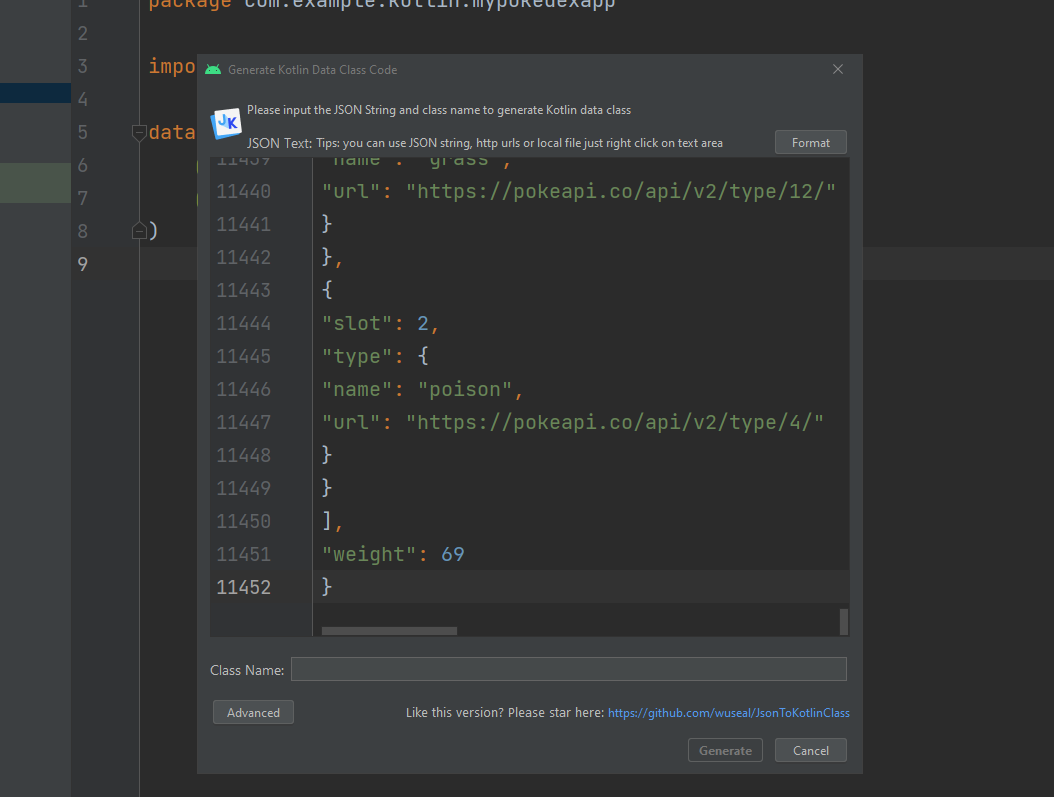 1 package com.example.kotlin.mypokedexapp
2
3 impo
4
5 data
6
7
8 )
9
Generate Kotlin Data Class Code
Please input the JSON String and class name to generate Kotlin data class
JK
JSON Text: Tips: you can use JSON string, http urls or local file just right click on text area
Format
11439 "name": "grass",
11440 "url": "https://pokeapi.co/api/v2/type/12/"
11441 }
11442 },
11443 {
11444 "slot": 2,
11445 "type": {
11446 "name": "poison",
11447 "url": "https://pokeapi.co/api/v2/type/4/"
11448 }
11449 }
11450 ],
11451 "weight": 69
11452 }
Class Name:
Advanced
Like this version? Please star here: https://github.com/wuseal/JsonToKotlinClass
Generate
Cancel